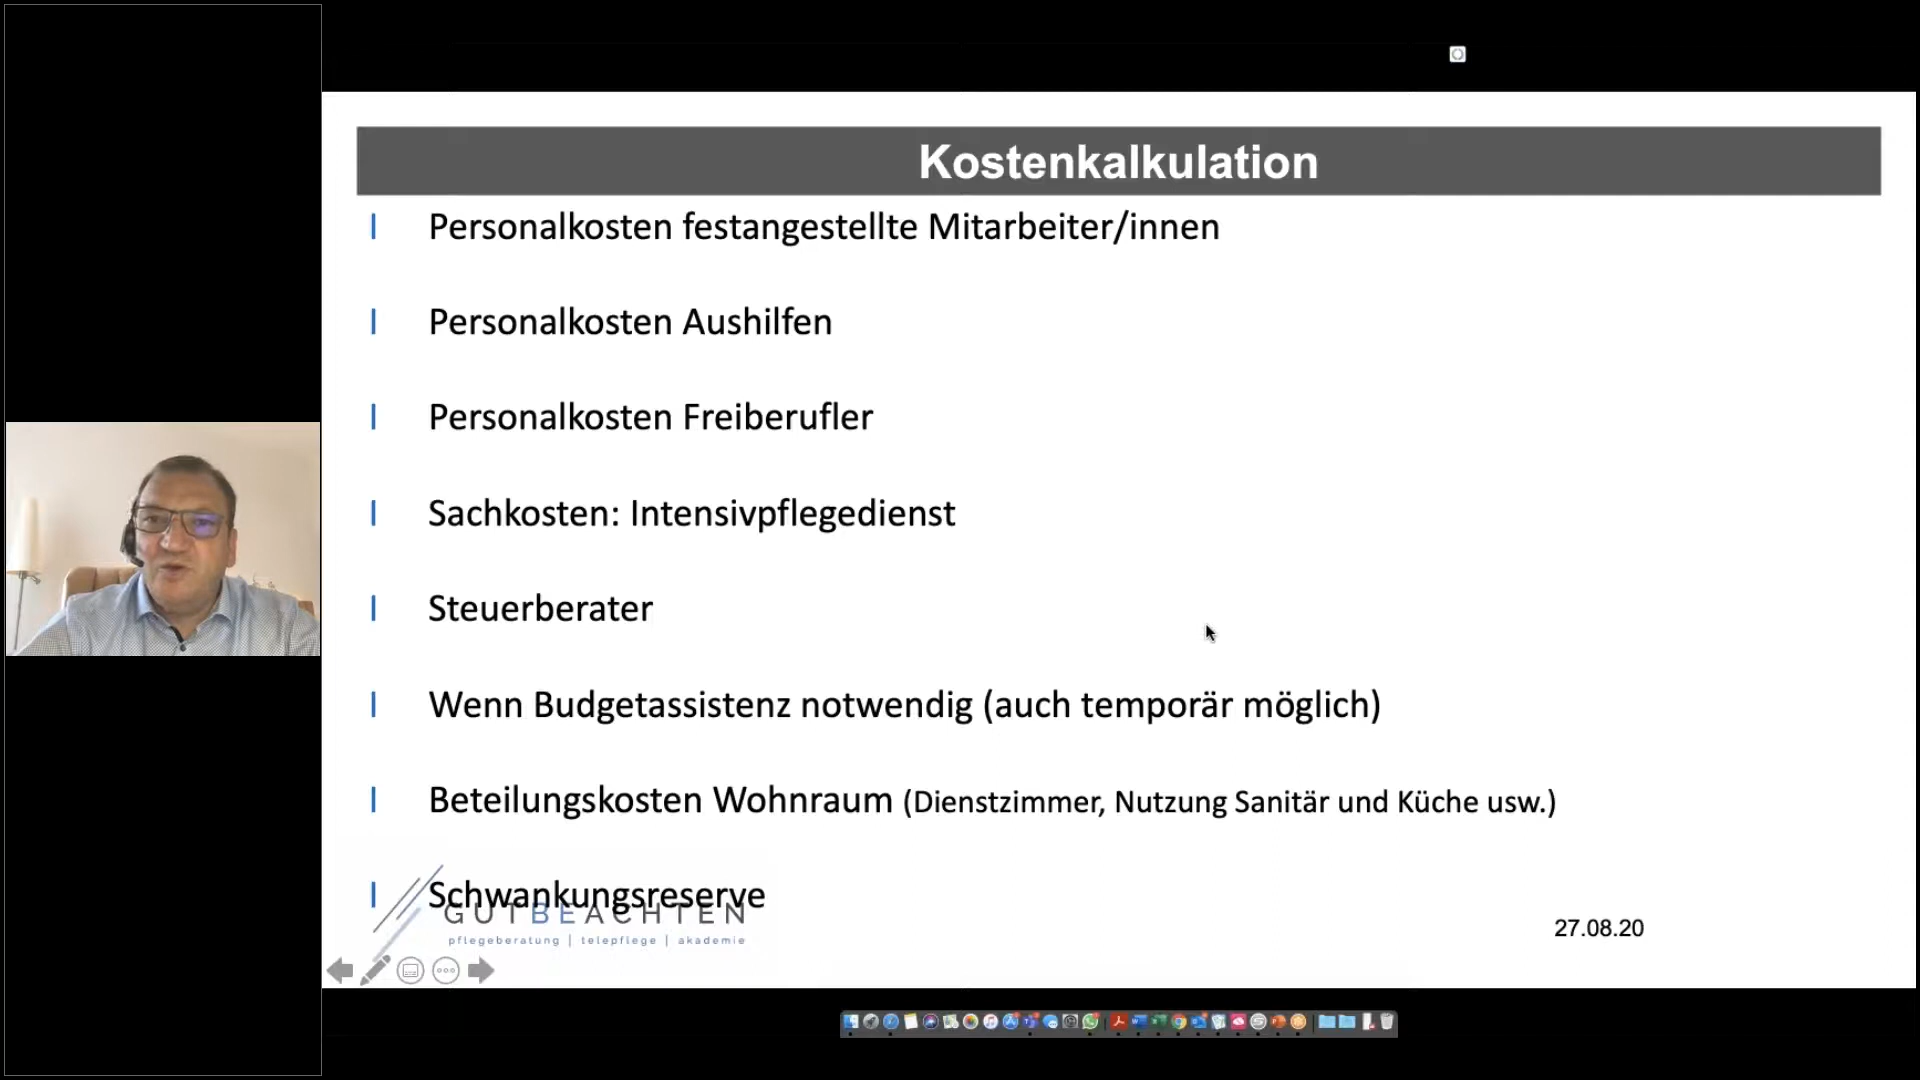 Kostenkalkulation
Personalkosten festangestellte Mitarbeiter/innen
Personalkosten Aushilfen
Personalkosten Freiberufler
Sachkosten: Intensivpflegedienst
Steuerberater
Wenn Budgetassistenz notwendig (auch temporär möglich)
Beteilungskosten Wohnraum (Dienstzimmer, Nutzung Sanitär und Küche usw.)
Schwankungsreserve
GUTBEACHTEN
pflegeberatung | telepflege | akademie
27.08.20